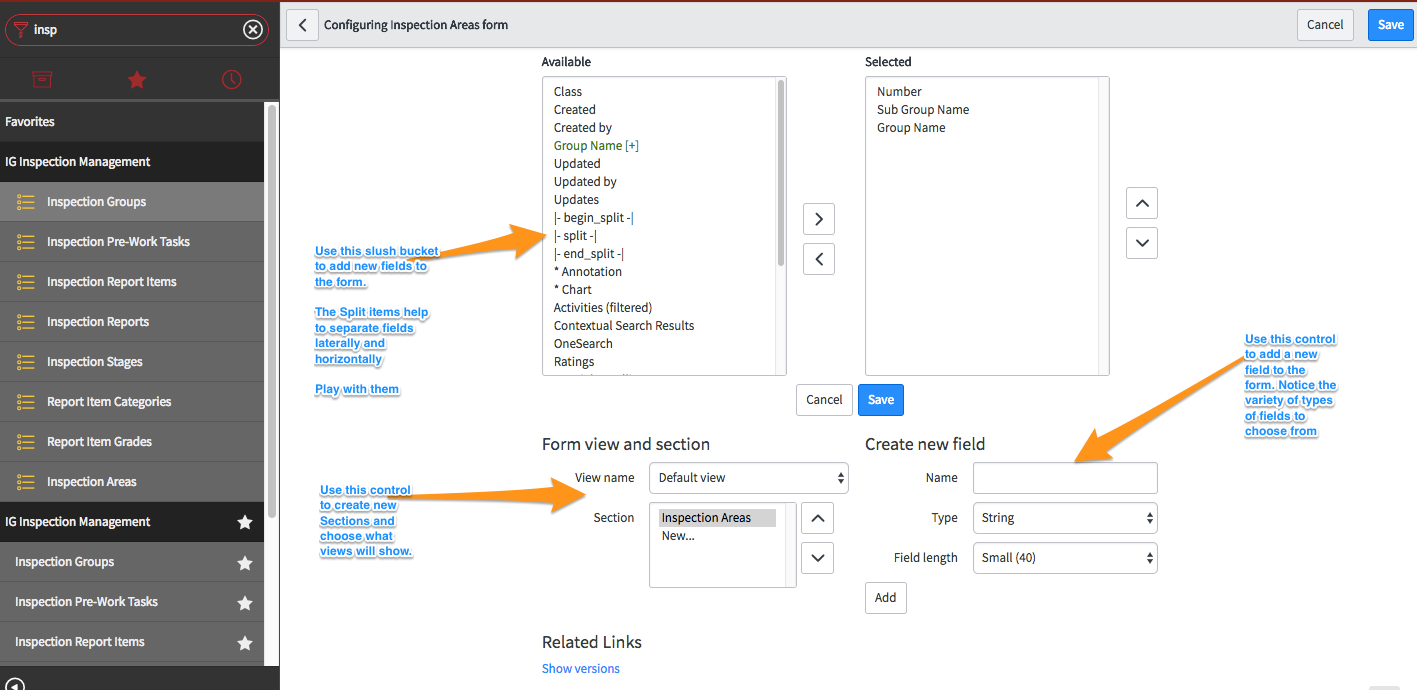 insp
Configuring Inspection Areas form
Cancel
Save
Favorites
IG Inspection Management
Inspection Groups
Inspection Pre-Work Tasks
Inspection Report Items
Inspection Reports
Inspection Stages
Report Item Categories
Report Item Grades
Inspection Areas
IG Inspection Management
Inspection Groups
Inspection Pre-Work Tasks
Inspection Report Items
Available
Class
Created
Created by
Group Name [+]
Updated
Updated by
Updates
|- begin_split -|
|- split -|
|- end_split -|
* Annotation
* Chart
Activities (filtered)
Contextual Search Results
OneSearch
Ratings
Selected
Number
Sub Group Name
Group Name
Use this slush bucket
to add new fields to
the form.
The Split items help
to separate fields
laterally and
horizontally
Play with them
Cancel
Save
Use this control
to add a new
field to the
form. Notice the
variety of types
of fields to
choose from
Form view and section
View name
Default view
Section
Inspection Areas
New...
Use this control
to create new
Sections and
choose what
views will show.
Create new field
Name
Type
String
Field length
Small (40)
Add
Related Links
Show versions